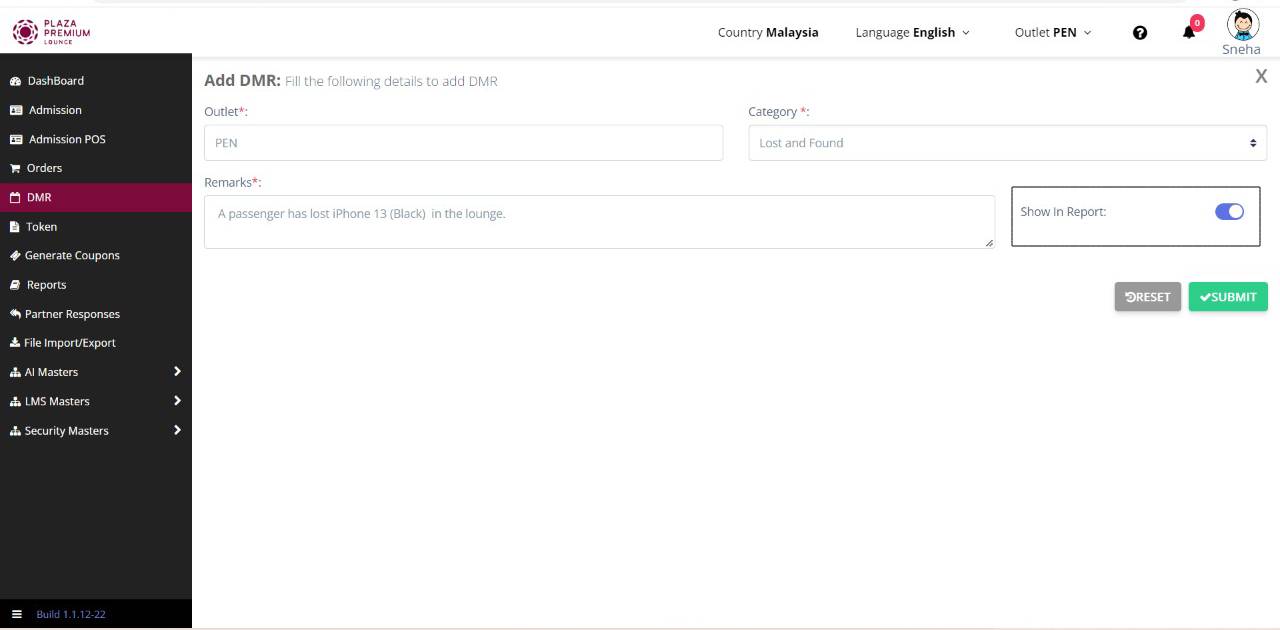 PLAZA
PREMIUM
LOUNCE
Country Malaysia
Language English
Outlet PEN
0
Sneha
DashBoard
Admission
Admission POS
Orders
DMR
Token
Generate Coupons
Reports
Partner Responses
File Import/Export
AI Masters
LMS Masters
Security Masters
Build 1.1.12-22
Add DMR: Fill the following details to add DMR
X
Outlet*:
PEN
Category *:
Lost and Found
Remarks*:
A passenger has lost iPhone 13 (Black)  in the lounge.
Show In Report:
RESET
SUBMIT